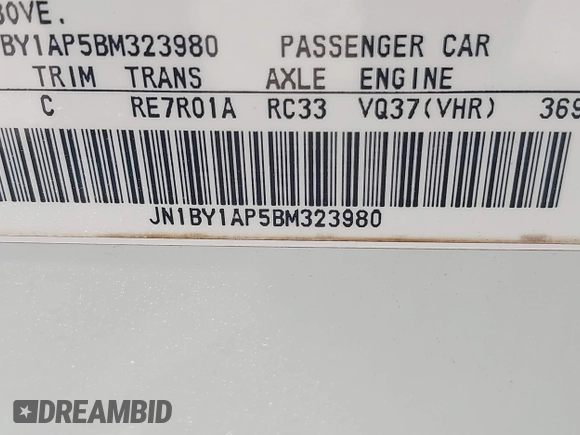 BOVE.
BY1AP5BM323980 PASSENGER CAR
TRIM TRANS AXLE ENGINE
C RE7R01A RC33 VQ37(VHR) 369
JN1BY1AP5BM323980
DREAMBID